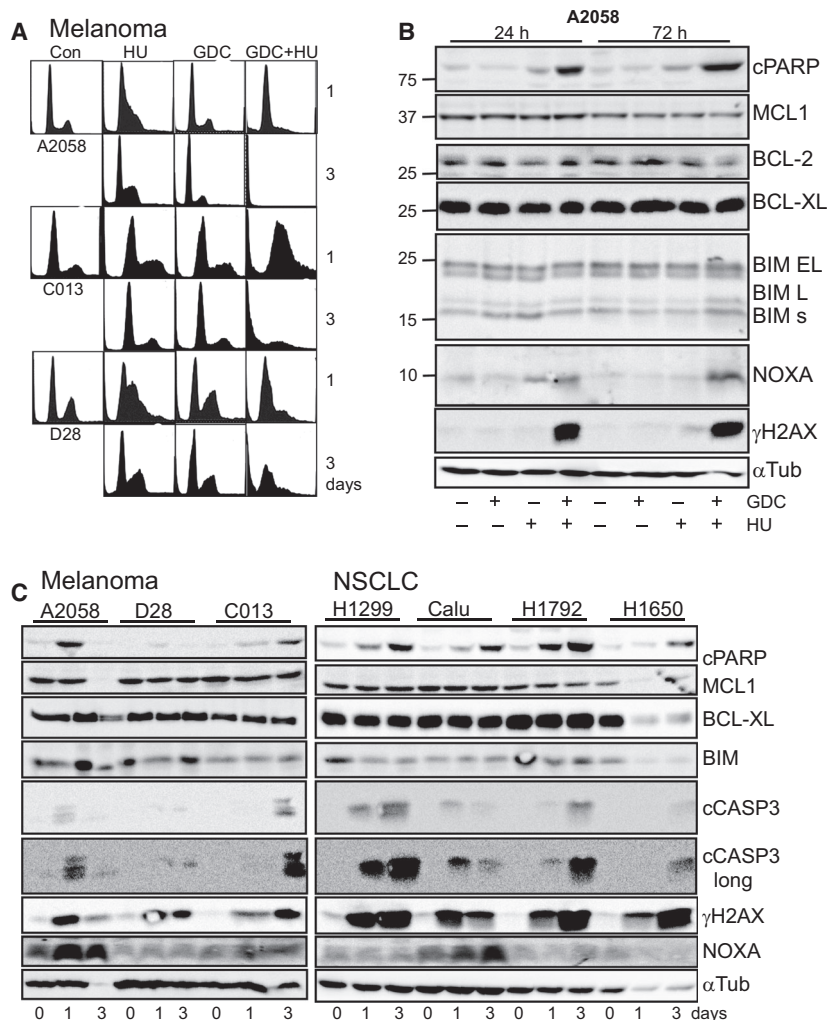 A Melanoma
Con HU GDC GDC+HU
1
A2058
3
1
C013
3
1
D28
3
days
B A2058
24 h 72 h
75 cPARP
37 MCL1
25 BCL-2
25 BCL-XL
25 BIM EL
BIM L
15 BIM s
10 NOXA
γH2AX
αTub
– + – + – + – + GDC
– – + + – – + + HU
C Melanoma NSCLC
A2058 D28 C013 H1299 Calu H1792 H1650
cPARP
MCL1
BCL-XL
BIM
cCASP3
cCASP3
long
γH2AX
NOXA
αTub
0 1 3 0 1 3 0 1 3 0 1 3 0 1 3 0 1 3 0 1 3 days